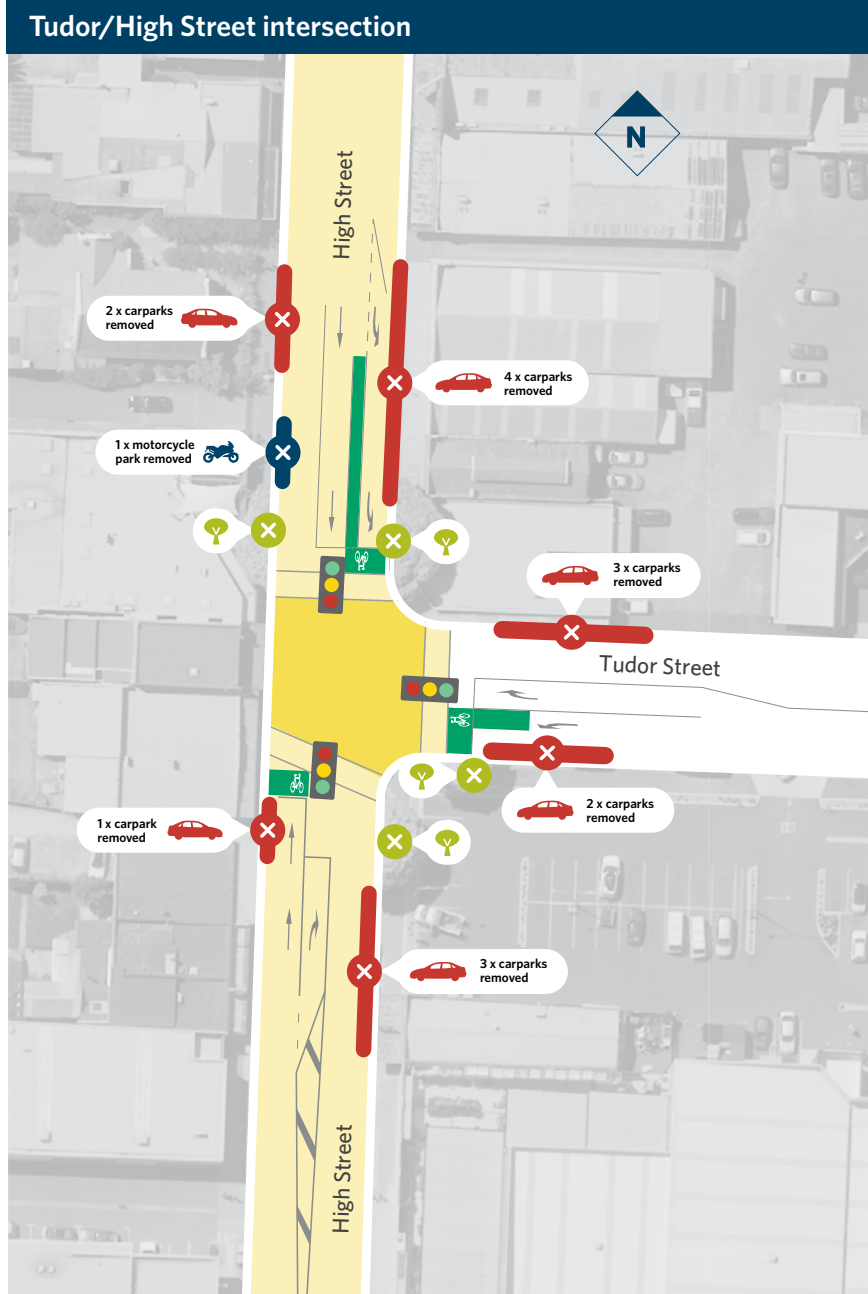 Tudor/High Street intersection
N
High Street
2 x carparks
removed
4 x carparks
removed
1 x motorcycle
park removed
3 x carparks
removed
Tudor Street
2 x carparks
removed
1 x carpark
removed
3 x carparks
removed
High Street